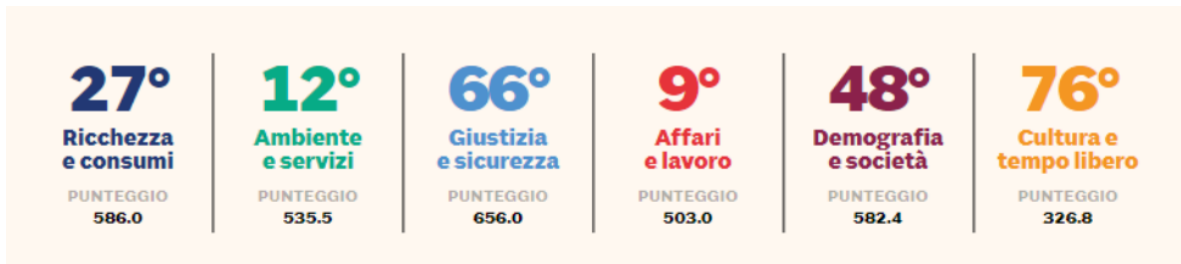 27°
Ricchezza
e consumi
PUNTEGGIO
586.0
12°
Ambiente
e servizi
PUNTEGGIO
535.5
66°
Giustizia
e sicurezza
PUNTEGGIO
656.0
9°
Affari
e lavoro
PUNTEGGIO
503.0
48°
Demografia
e società
PUNTEGGIO
582.4
76°
Cultura e
tempo libero
PUNTEGGIO
326.8